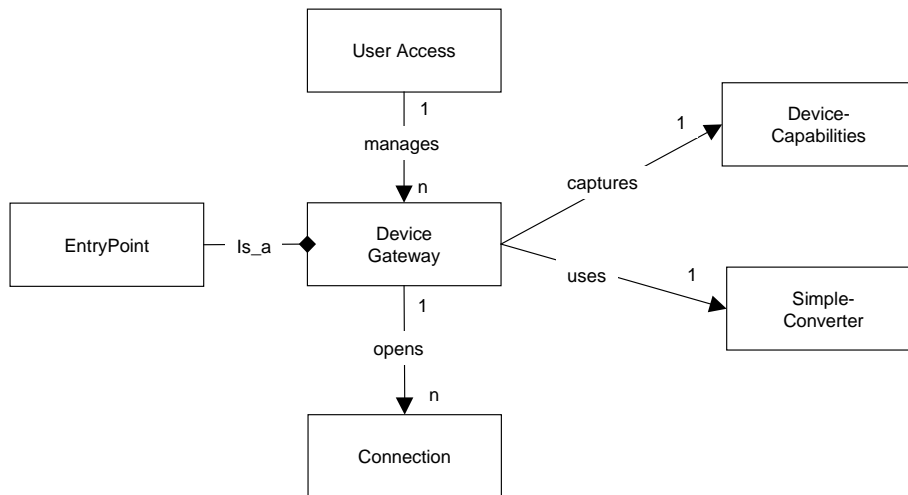 User Access
1
manages
n
Device-
Capabilities
1
captures
EntryPoint
Is_a
Device
Gateway
uses
1
Simple-
Converter
1
opens
n
Connection